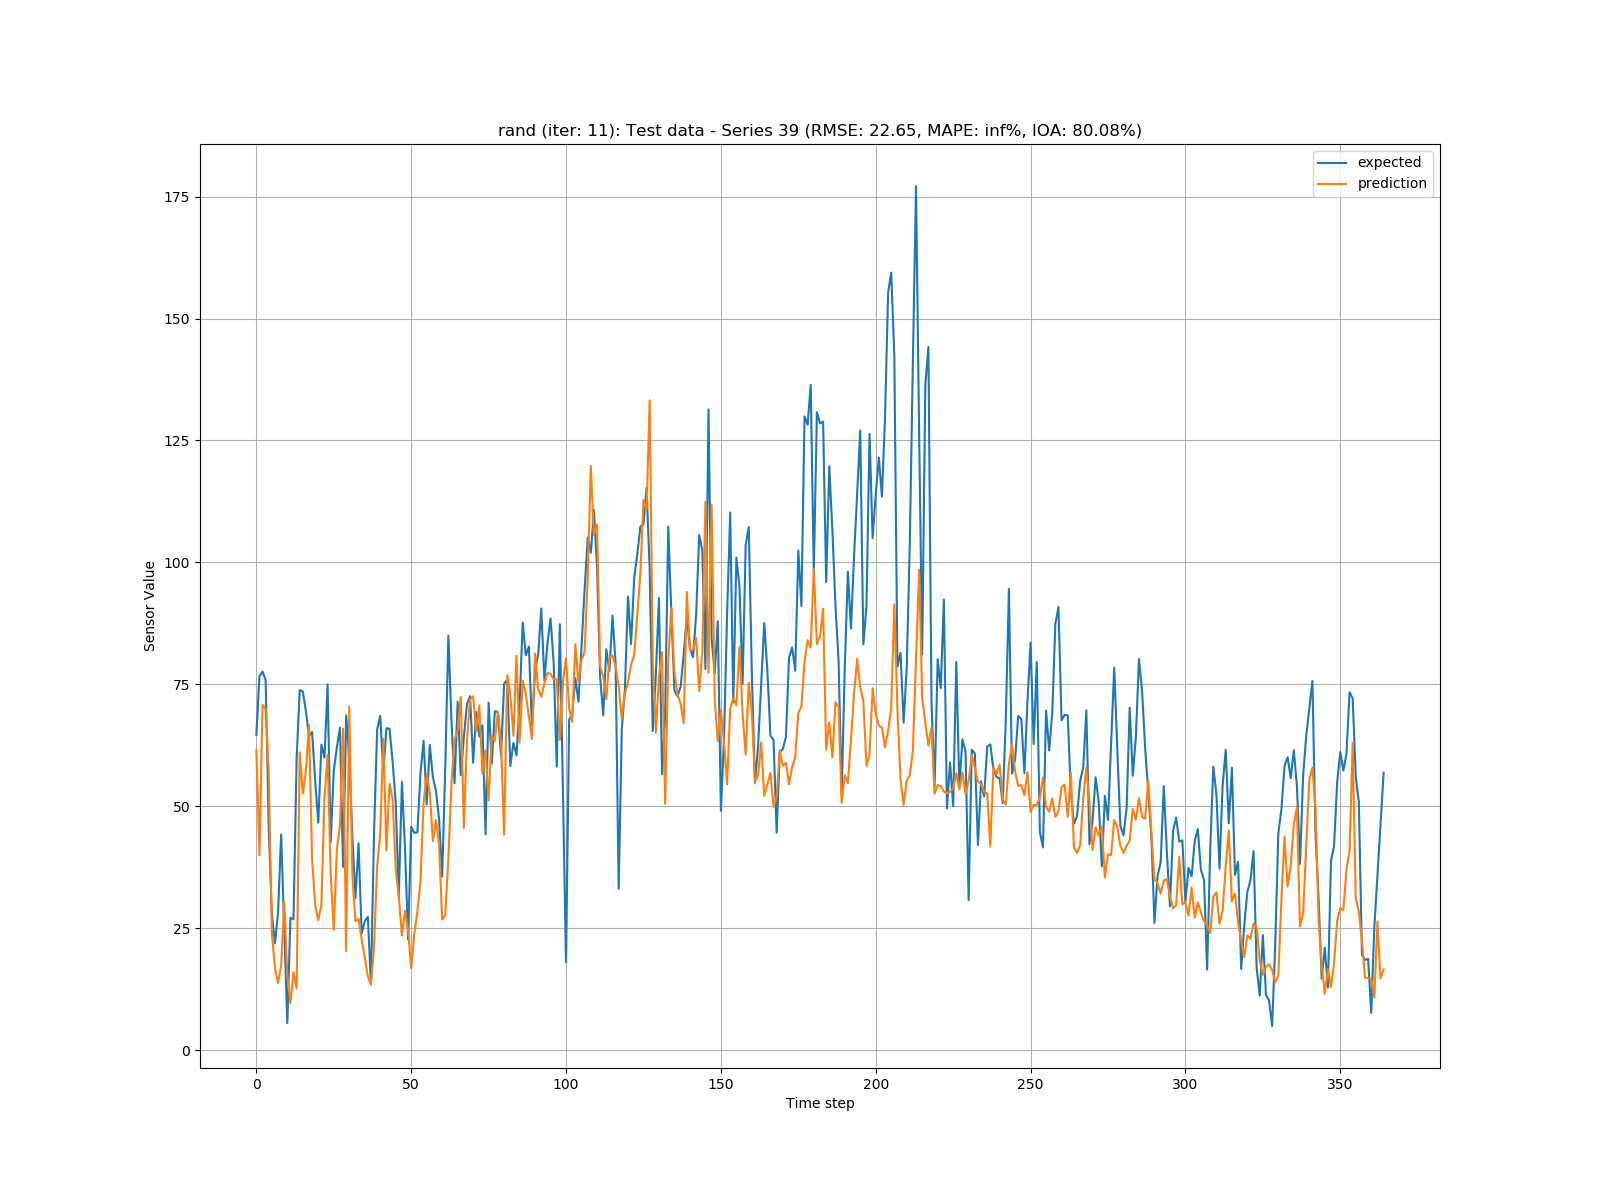 rand (iter: 11): Test data - Series 39 (RMSE: 22.65, MAPE: inf%, IOA: 80.08%)
expected
prediction
175
150
125
100
75
50
25
0
Sensor Value
0 50 100 150 200 250 300 350
Time step